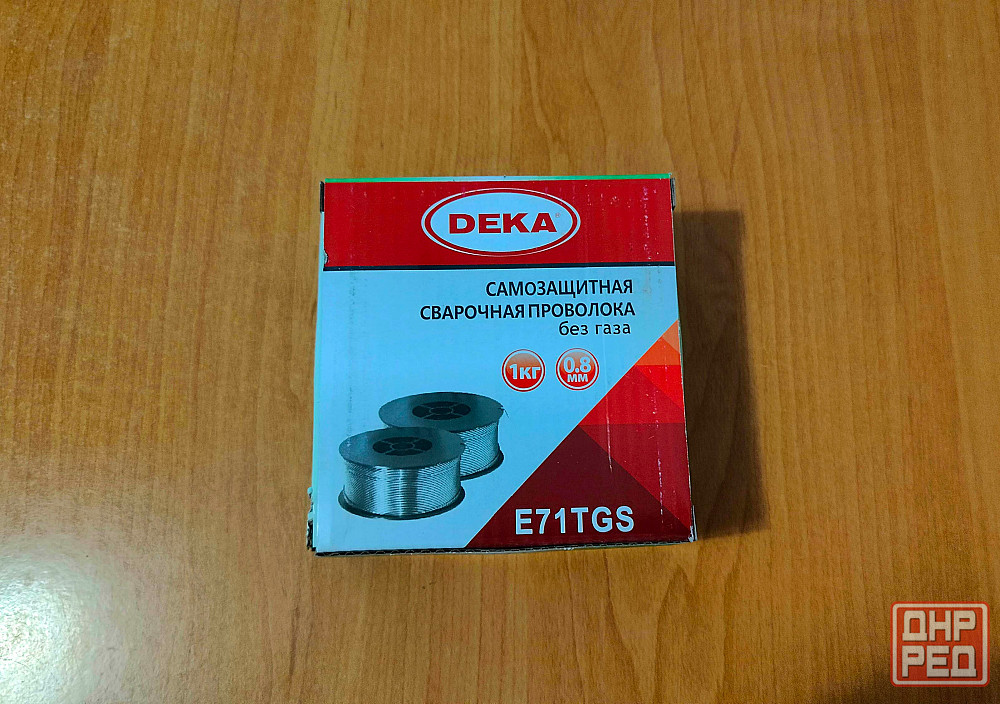 DEKA
САМОЗАЩИТНАЯ
СВАРОЧНАЯ ПРОВОЛОКА
без газа
1КГ
0.8
ММ
E71TGS
ДНР
РЕД